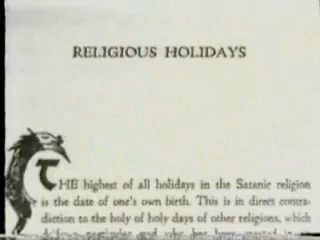 RELIGIOUS HOLIDAYS
THE highest of all holidays in the Satanic religion
is the date of one's own birth. This is in direct contra-
diction to the holy of holy days of other religions, which